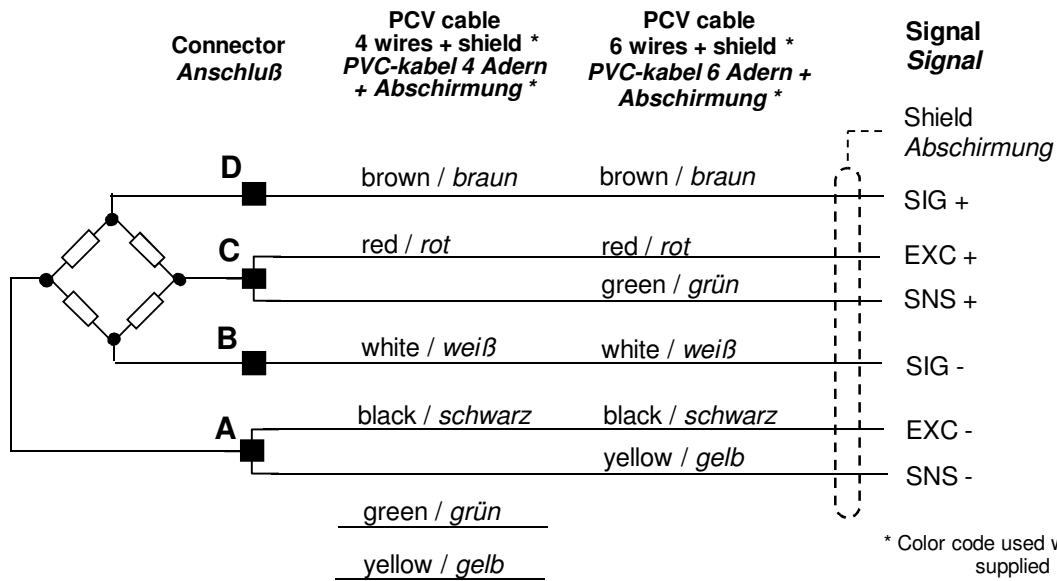 Connector
Anschluß
PCV cable
4 wires + shield *
PVC-kabel 4 Adern
+ Abschirmung *
PCV cable
6 wires + shield *
PVC-kabel 6 Adern +
Abschirmung *
Signal
Signal
Shield
Abschirmung
D
brown / braun
brown / braun
SIG +
C
red / rot
red / rot
EXC +
green / grün
SNS +
B
white / weiß
white / weiß
SIG -
A
black / schwarz
black / schwarz
EXC -
yellow / gelb
SNS -
green / grün
yellow / gelb
* Color code used
supplied